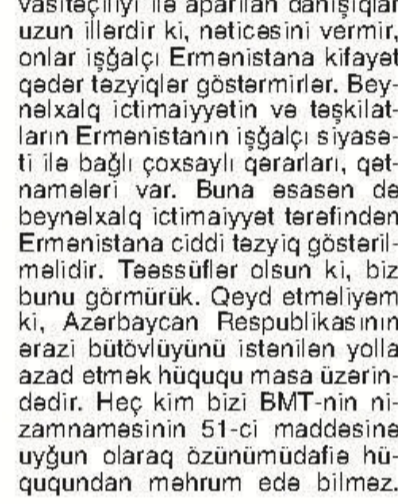 vasitəçiliyi ilə aparılan danışıqlar
uzun illərdir ki, nəticəsini vermir,
onlar işğalçı Ermənistana kifayət
qədər təzyiqlər göstərmirlər. Bey-
nəlxalq ictimaiyyətin və təşkilat-
ların Ermənistanın işğalçı siyasə-
ti ilə bağlı çoxsaylı qərarları, qət-
namələri var. Buna əsasən də
beynəlxalq ictimaiyyət tərəfindən
Ermənistana ciddi təzyiq göstəril-
məlidir. Təəssüflər olsun ki, biz
bunu görmürük. Qeyd etməliyəm
ki, Azərbaycan Respublikasının
ərazi bütövlüyünü istənilən yolla
azad etmək hüququ masa üzərin-
dədir. Heç kim bizi BMT-nin ni-
zamnaməsinin 51-ci maddəsinə
uyğun olaraq özünümüdafiə hü-
ququndan məhrum edə bilməz.